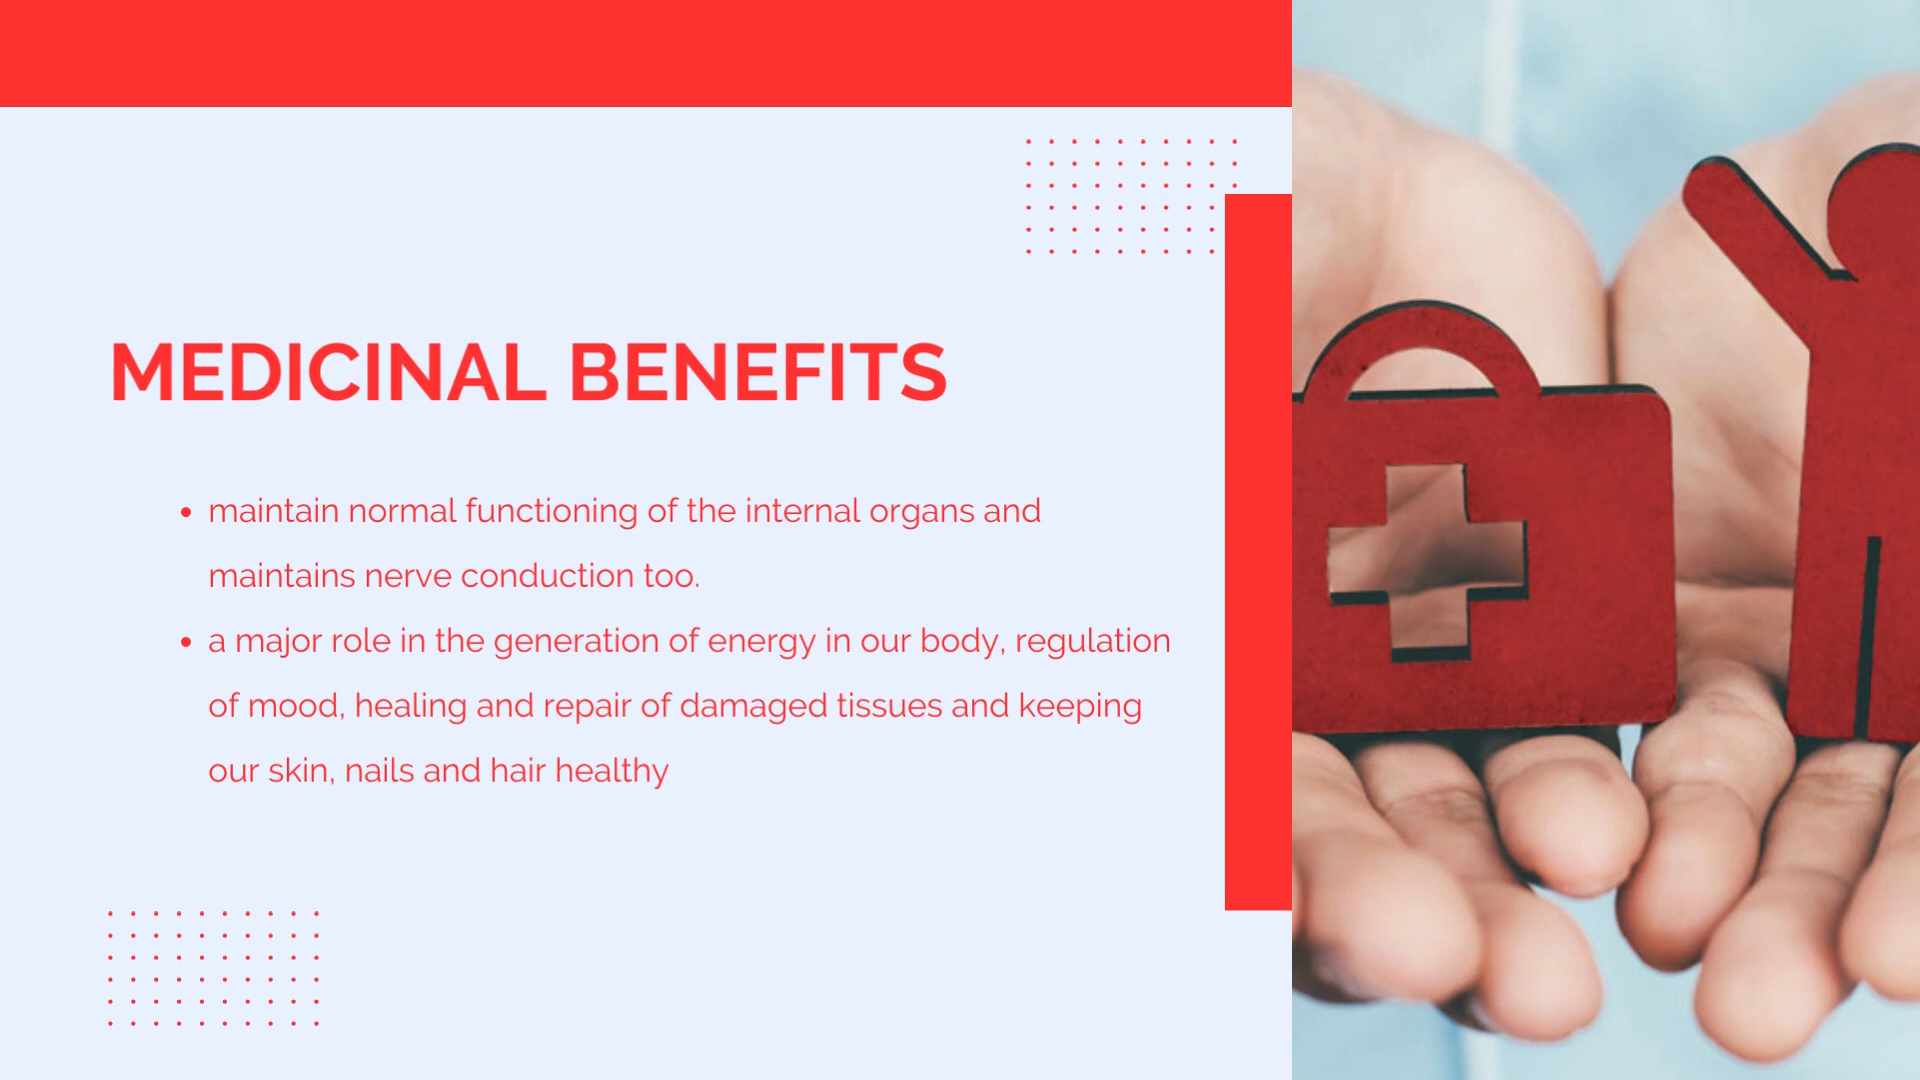 MEDICINAL BENEFITS
• maintain normal functioning of the internal organs and
maintains nerve conduction too.
• a major role in the generation of energy in our body, regulation
of mood, healing and repair of damaged tissues and keeping
our skin, nails and hair healthy